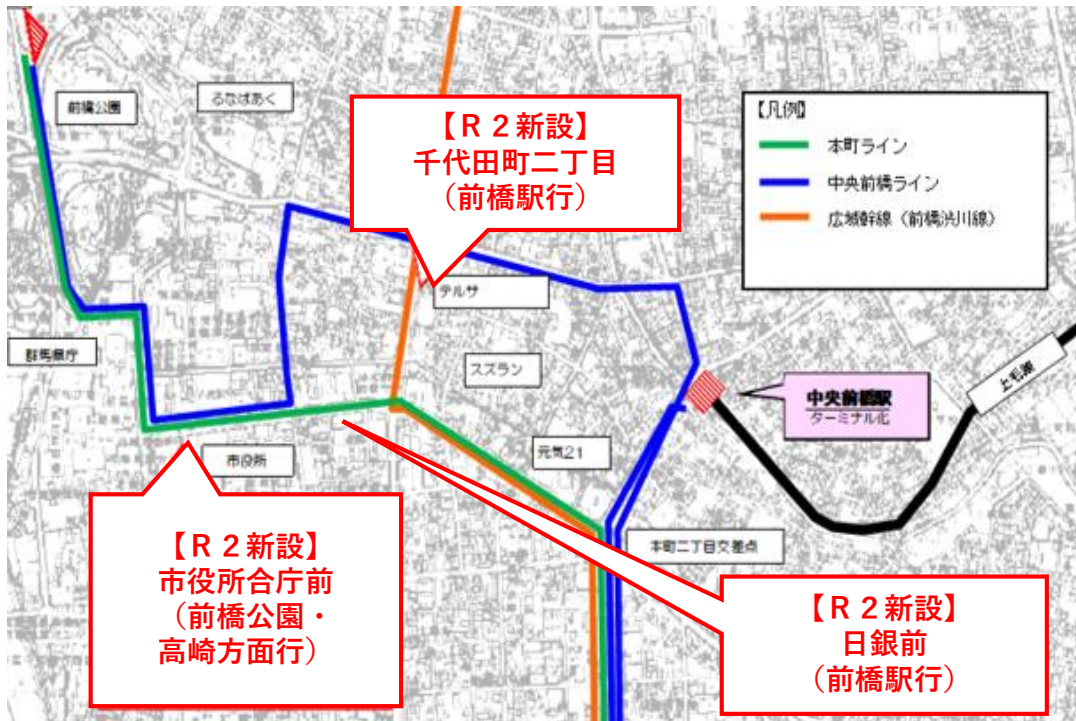 前橋公園
るなぱあく
【R2新設】
千代田町二丁目
(前橋駅行)
【凡例】
本町ライン
中央前橋ライン
広域幹線（前橋渋川線）
テルサ
群馬県庁
スズラン
上毛線
中央前橋駅
ターミナル化
市役所
元気21
本町二丁目交差点
【R2新設】
市役所合庁前
（前橋公園・
高崎方面行）
【R2新設】
日銀前
(前橋駅行)